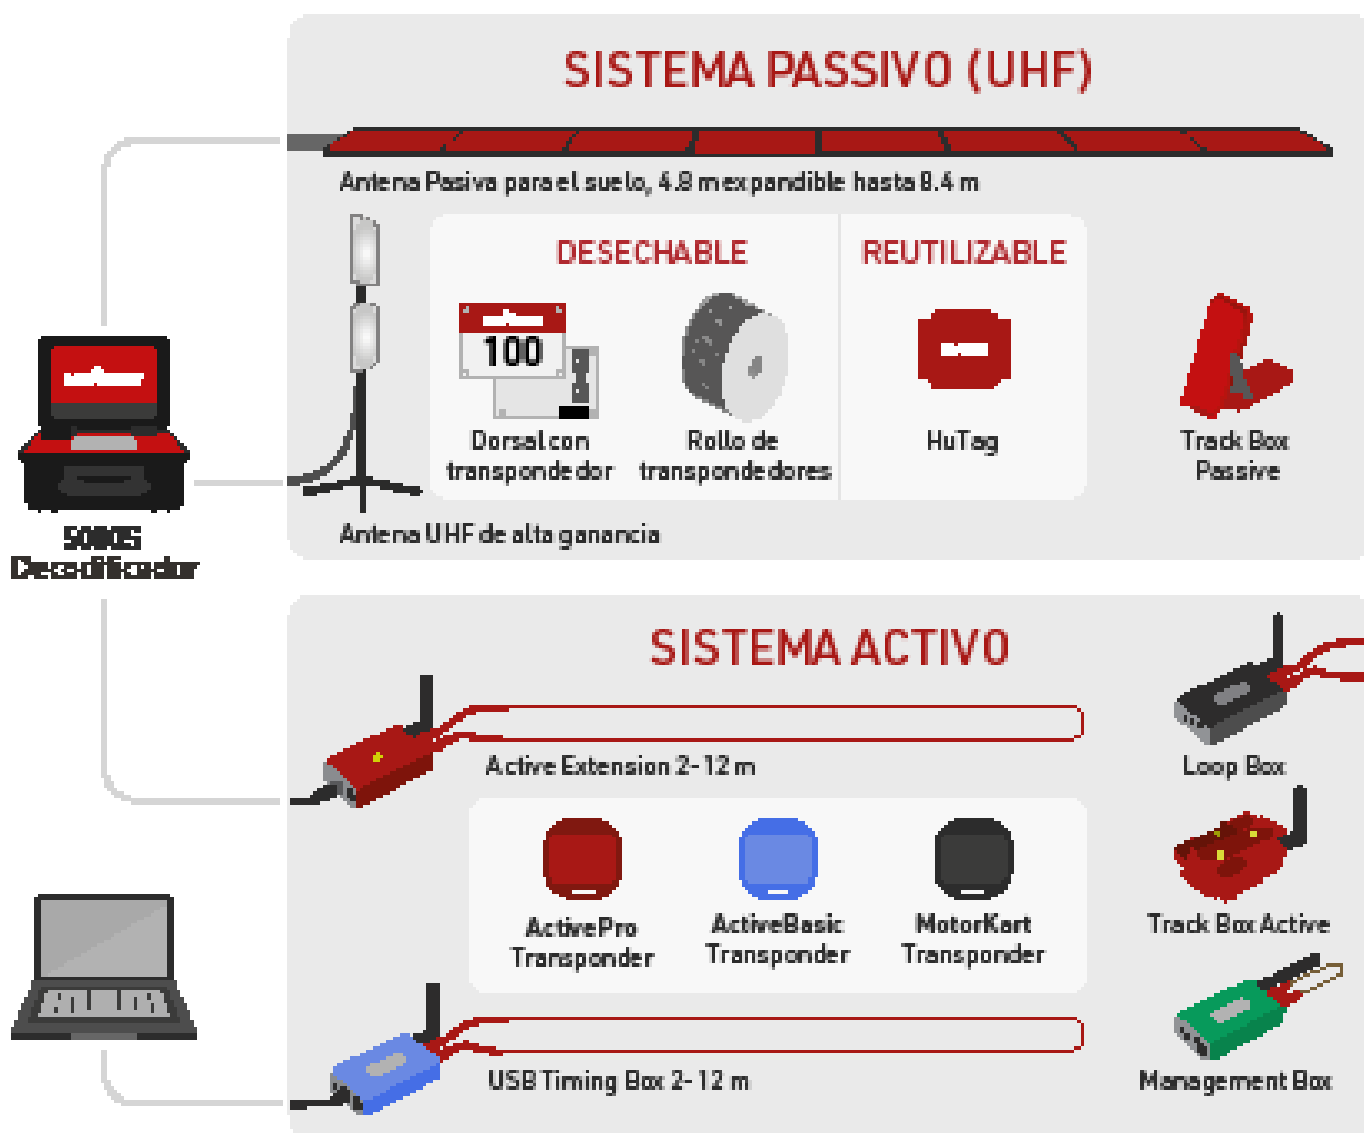 SISTEMA PASSIVO (UHF)
Antena Pasiva para el suelo, 4.8 m expandible hasta 8.4 m
DESECHABLE
REUTILIZABLE
100
Dorsal con
transpondedor
Rollo de
transpondedores
HuTag
Track Box
Passive
Antena UHF de alta ganancia
5000S
Decodificador
SISTEMA ACTIVO
Active Extension 2-12 m
Loop Box
ActivePro
Transponder
ActiveBasic
Transponder
MotorKart
Transponder
Track Box Active
USB Timing Box 2-12 m
Management Box